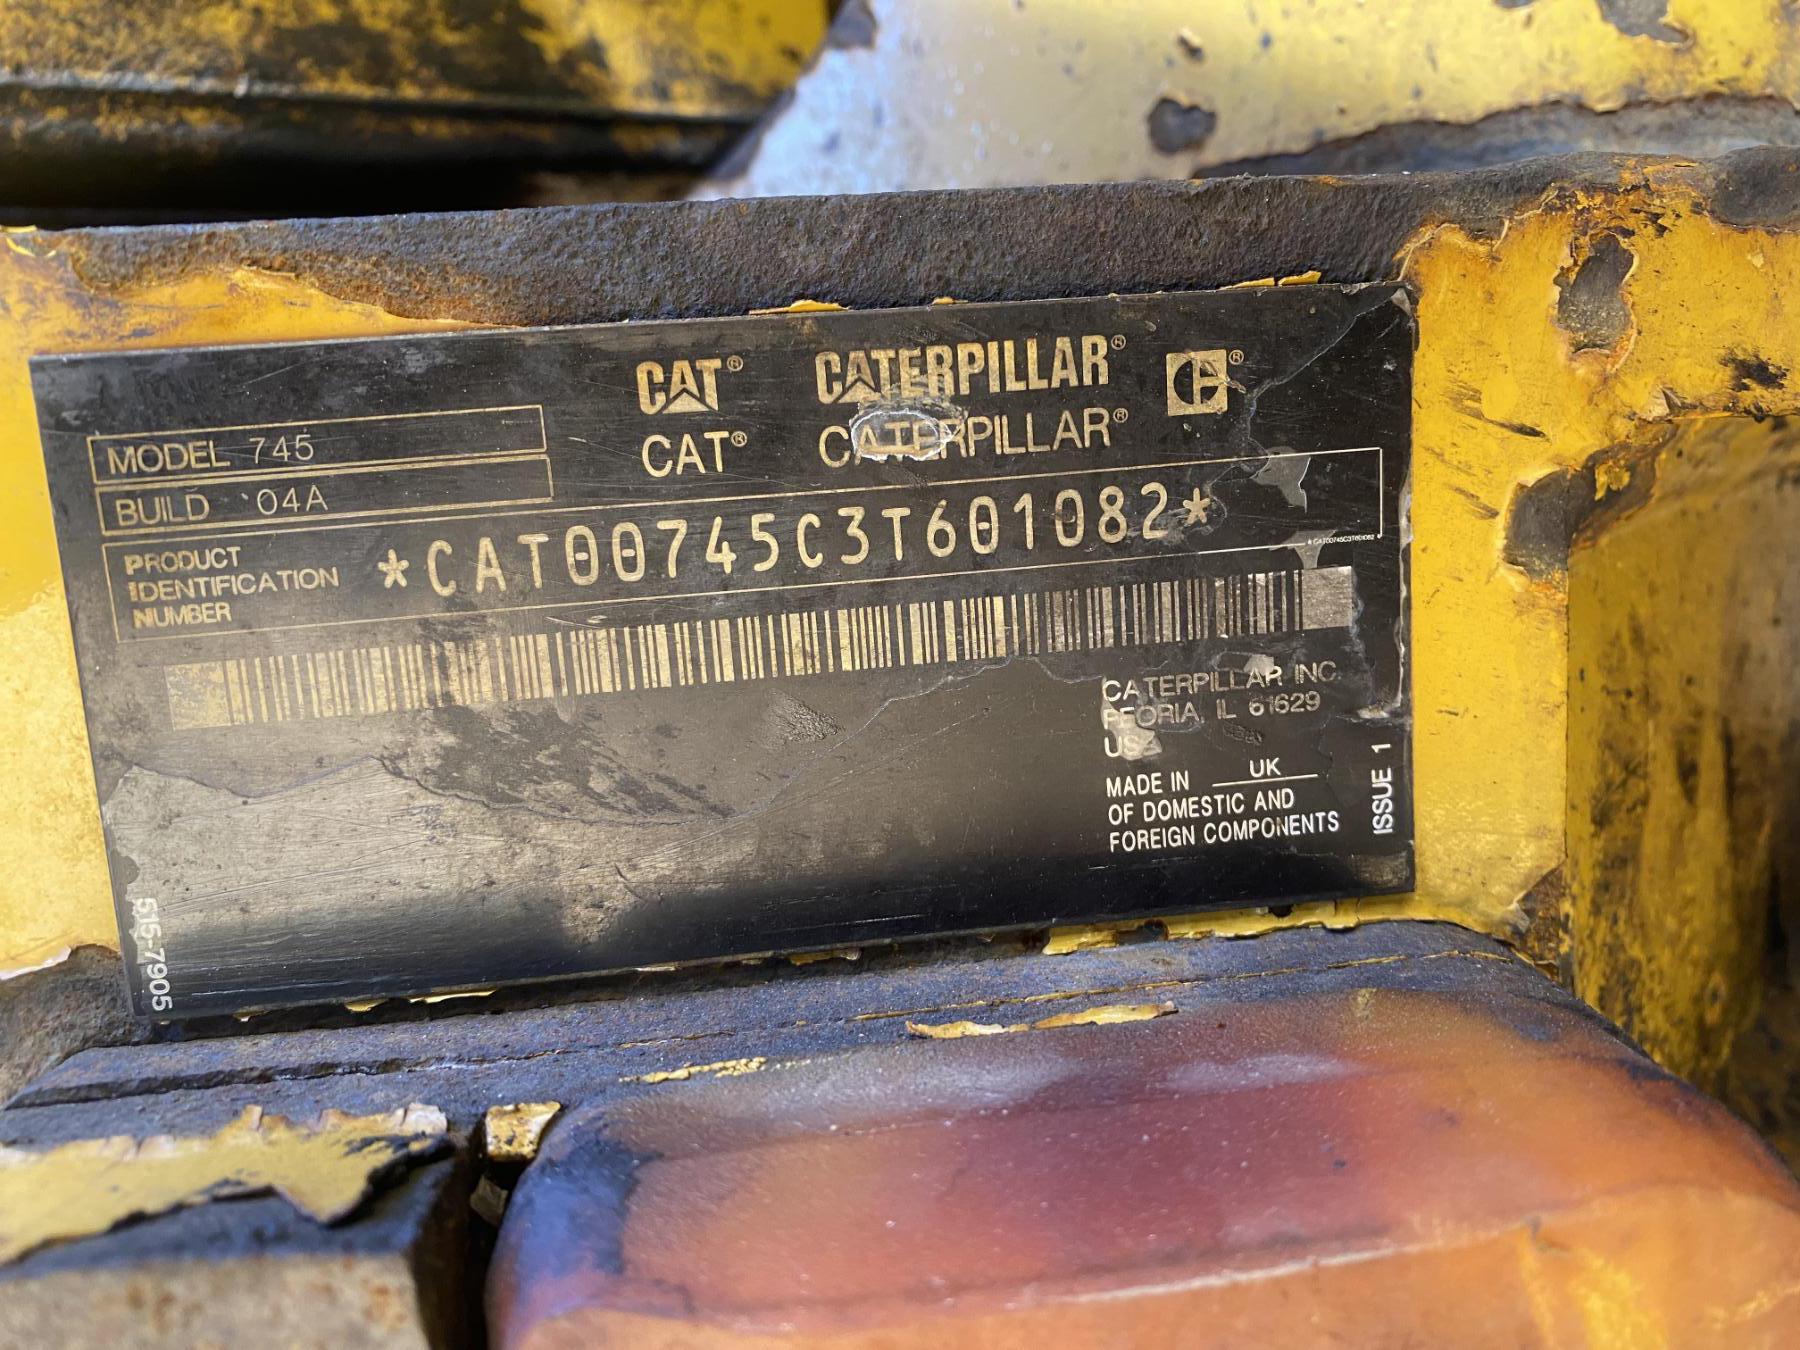 CAT® CATERPILLAR® C®
CAT® CATERPILLAR®
MODEL 745
BUILD 04A
PRODUCT
IDENTIFICATION
NUMBER
*CAT00745C3T601082*
*CAT00745C3T601082
CATERPILLAR INC.
PEORIA, IL 61629
USA
MADE IN UK
OF DOMESTIC AND
FOREIGN COMPONENTS
ISSUE 1
515-7905